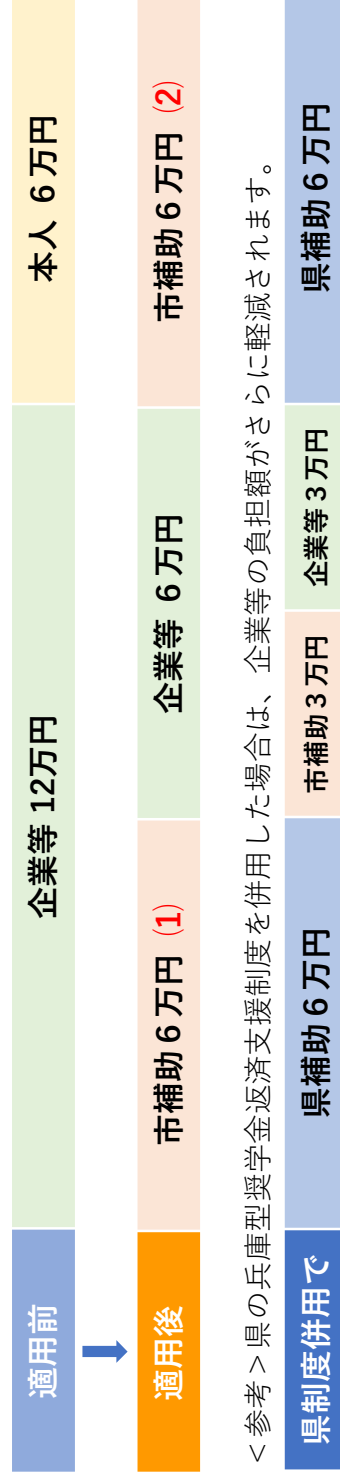 適用前 企業等 12万円 本人 ６万円
適用後 市補助６万円 (1) 企業等 ６万円 市補助６万円 (2)
＜参考＞県の兵庫型奨学金返済支援制度を併用した場合は、企業等の負担額がさらに軽減されます。
県制度併用で 県補助６万円 市補助３万円 企業等３万円 県補助６万円